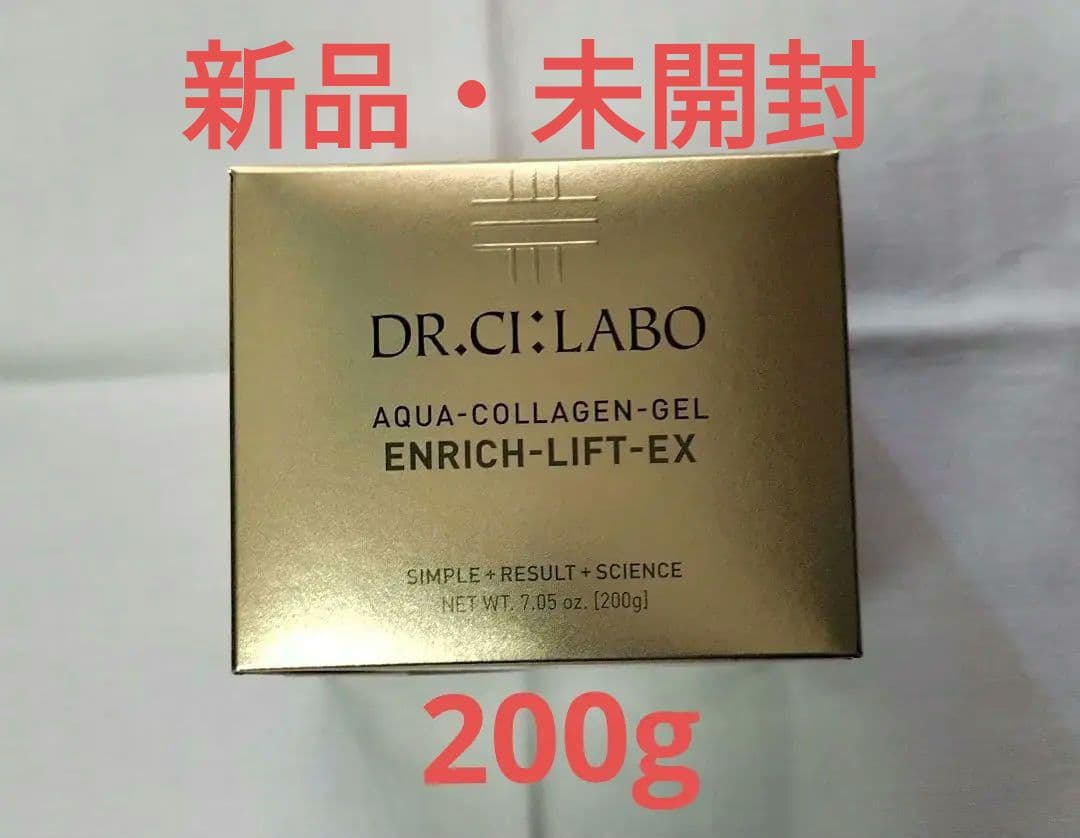 新品・未開封
DR.CI:LABO
AQUA-COLLAGEN-GEL
ENRICH-LIFT-EX
SIMPLE+RESULT+SCIENCE
NET WT. 7.05 oz. [200g]
200g